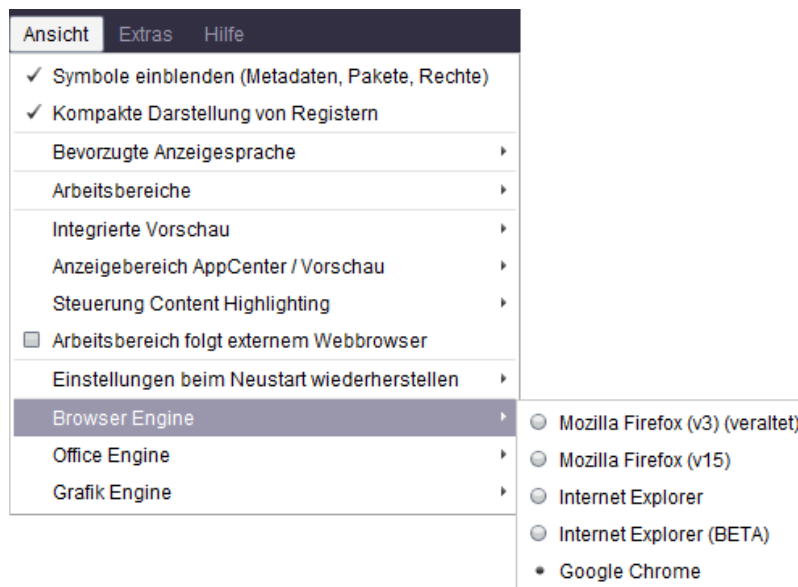 Ansicht Extras Hilfe
Symbole einblenden (Metadaten, Pakete, Rechte)
Kompakte Darstellung von Registern
Bevorzugte Anzeigesprache
Arbeitsbereiche
Integrierte Vorschau
Anzeigebereich AppCenter / Vorschau
Steuerung Content Highlighting
Arbeitsbereich folgt externem Webbrowser
Einstellungen beim Neustart wiederherstellen
Browser Engine
Office Engine
Grafik Engine
Mozilla Firefox (v3) (veraltet)
Mozilla Firefox (v15)
Internet Explorer
Internet Explorer (BETA)
Google Chrome